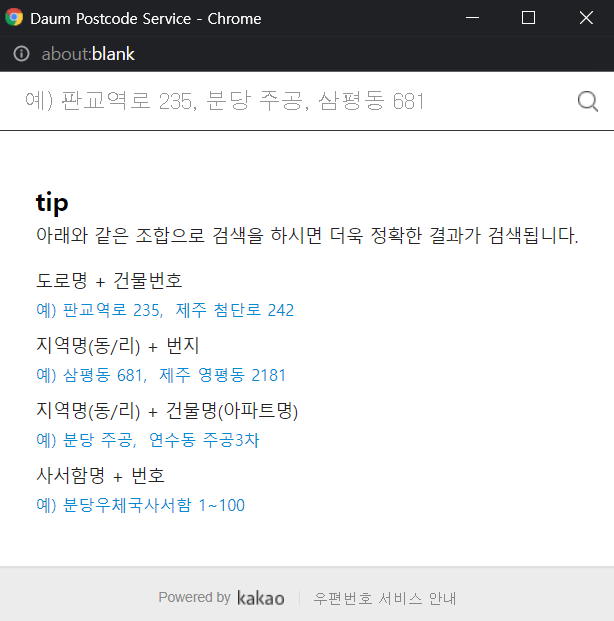 Daum Postcode Service - Chrome
about:blank
예) 판교역로 235, 분당 주공, 삼평동 681
tip
아래와 같은 조합으로 검색을 하시면 더욱 정확한 결과가 검색됩니다.
도로명 + 건물번호
예) 판교역로 235, 제주 첨단로 242
지역명(동/리) + 번지
예) 삼평동 681, 제주 영평동 2181
지역명(동/리) + 건물명(아파트명)
예) 분당 주공, 연수동 주공3차
사서함명 + 번호
예) 분당우체국사서함 1~100
Powered by kakao 우편번호 서비스 안내